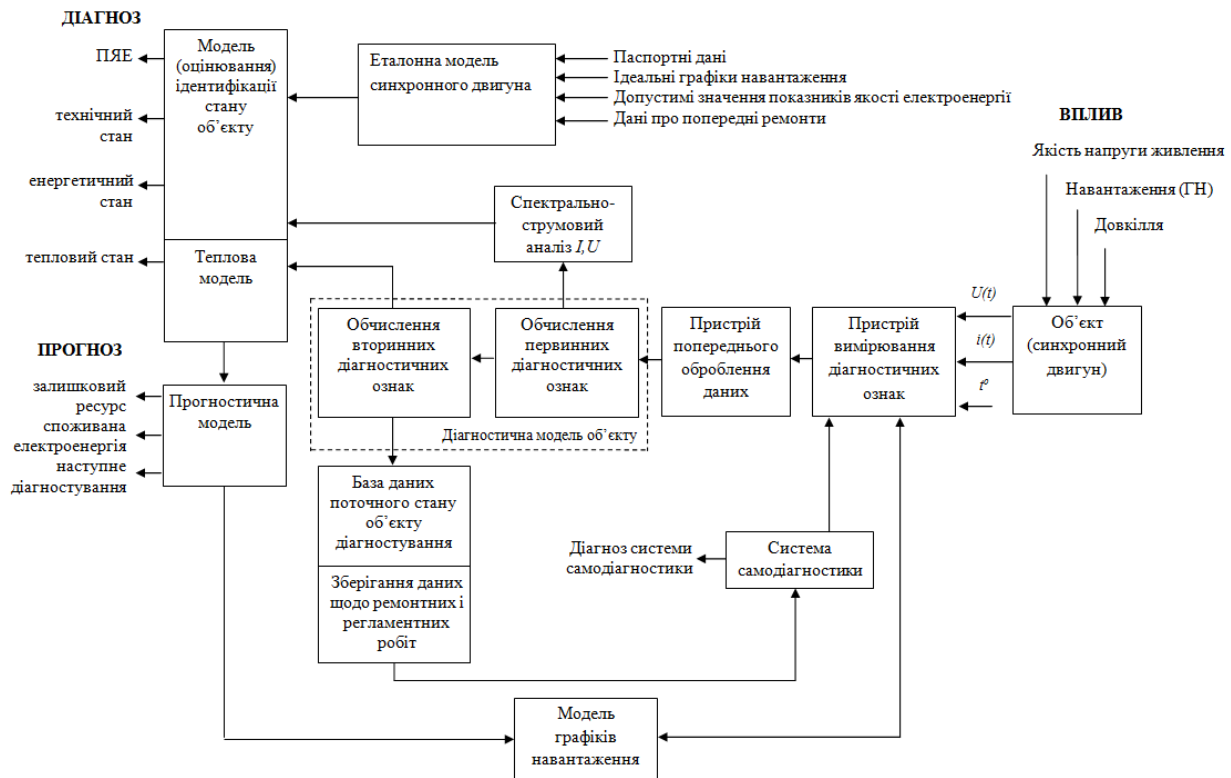 ДІАГНОЗ
ПЯЕ
технічний
стан
енергетичний
стан
тепловий стан
Модель
(оцінювання)
ідентифікації
стану
об’єкту
Теплова
модель
Еталонна модель
синхронного двигуна
Паспортні дані
Ідеальні графіки навантаження
Допустимі значення показників якості електроенергії
Дані про попередні ремонти
ВПЛИВ
Якість напруги живлення
Навантаження (ГН)
Довкілля
Спектрально-
струмовий
аналіз I,U
ПРОГНОЗ
залишковий
ресурс
споживана
електроенергія
наступне
діагностування
Прогностична
модель
Обчислення
вторинних
діагностичних
ознак
Обчислення
первинних
діагностичних
ознак
Діагностична модель об’єкту
Пристрій
попереднього
оброблення
даних
Пристрій
вимірювання
діагностичних
ознак
U(t)
i(t)
t⁰
Об’єкт
(синхронний
двигун)
База даних
поточного стану
об’єкту
діагностування
Зберігання даних
щодо ремонтних і
регламентних
робіт
Діагноз системи
самодіагностики
Система
самодіагностики
Модель
графіків
навантаження